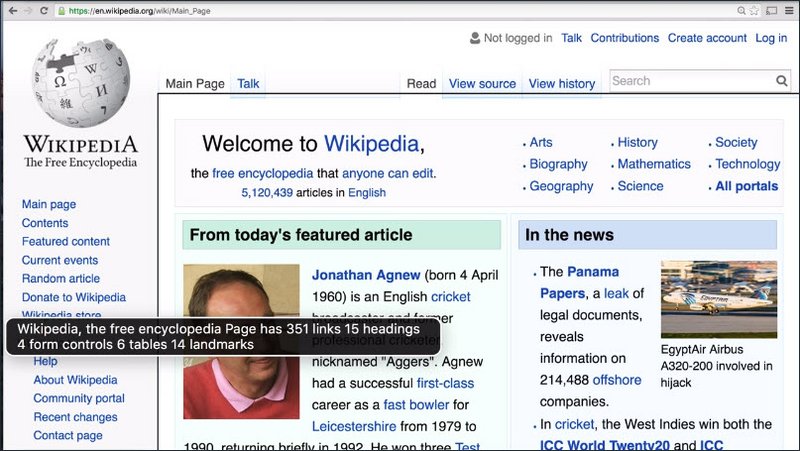 https://en.wikipedia.org/wiki/Main_Page
Not logged in Talk Contributions Create account Log in
Main Page Talk Read View source View history Search
WIKIPEDIA
The Free Encyclopedia
Main page
Contents
Featured content
Current events
Random article
Donate to Wikipedia
Wikipedia store
Wikipedia, the free encyclopedia Page has 351 links 15 headings
4 form controls 6 tables 14 landmarks
Help
About Wikipedia
Community portal
Recent changes
Contact page
Welcome to Wikipedia,
the free encyclopedia that anyone can edit.
5,120,439 articles in English
Arts
Biography
Geography
History
Mathematics
Science
Society
Technology
All portals
From today's featured article
Jonathan Agnew (born 4 April
1960) is an English cricket
broadcaster and former
professional cricketer,
nicknamed "Aggers". Agnew
had a successful first-class
career as a fast bowler for
Leicestershire from 1979 to
1990, returning briefly in 1992. He won three Test
In the news
The Panama
Papers, a leak of
legal documents,
reveals
information on
214,488 offshore
companies.
EGYPTAIR
EgyptAir Airbus
A320-200 involved in
hijack
In cricket, the West Indies win both the
ICC World Twenty20 and ICC